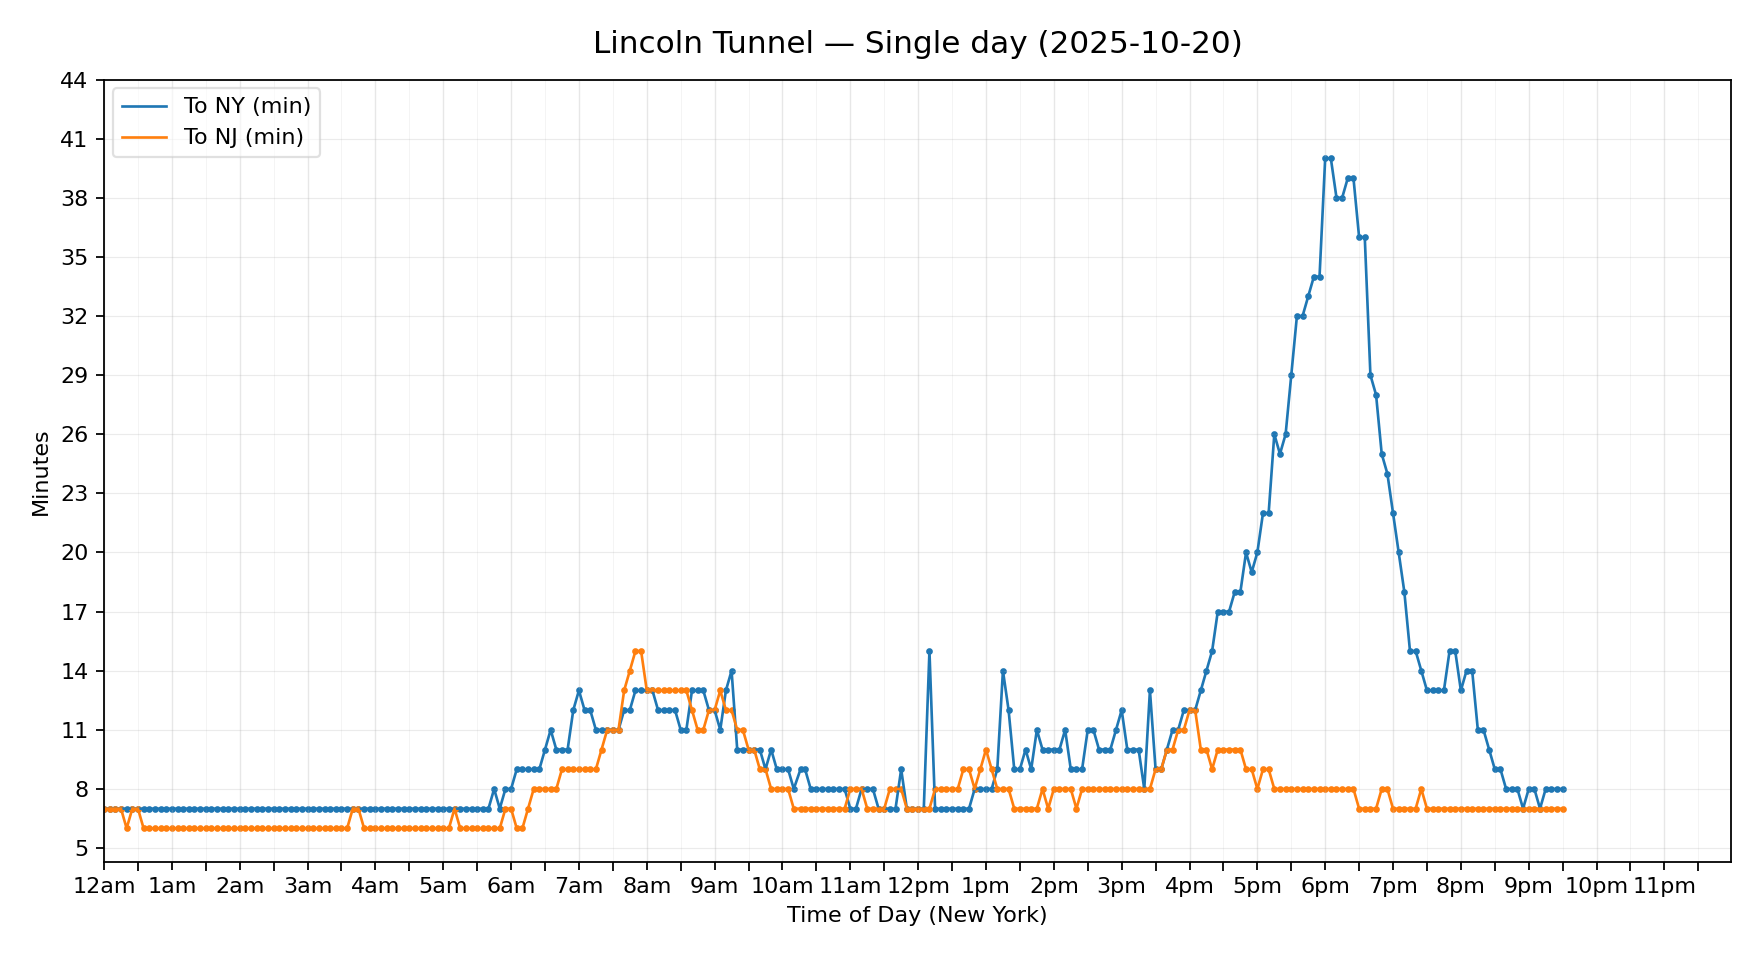 Lincoln Tunnel — Single day (2025-10-20)
To NY (min)
To NJ (min)
44
41
38
35
32
29
26
23
20
17
14
11
8
5
Minutes
12am 1am 2am 3am 4am 5am 6am 7am 8am 9am 10am 11am 12pm 1pm 2pm 3pm 4pm 5pm 6pm 7pm 8pm 9pm 10pm 11pm
Time of Day (New York)